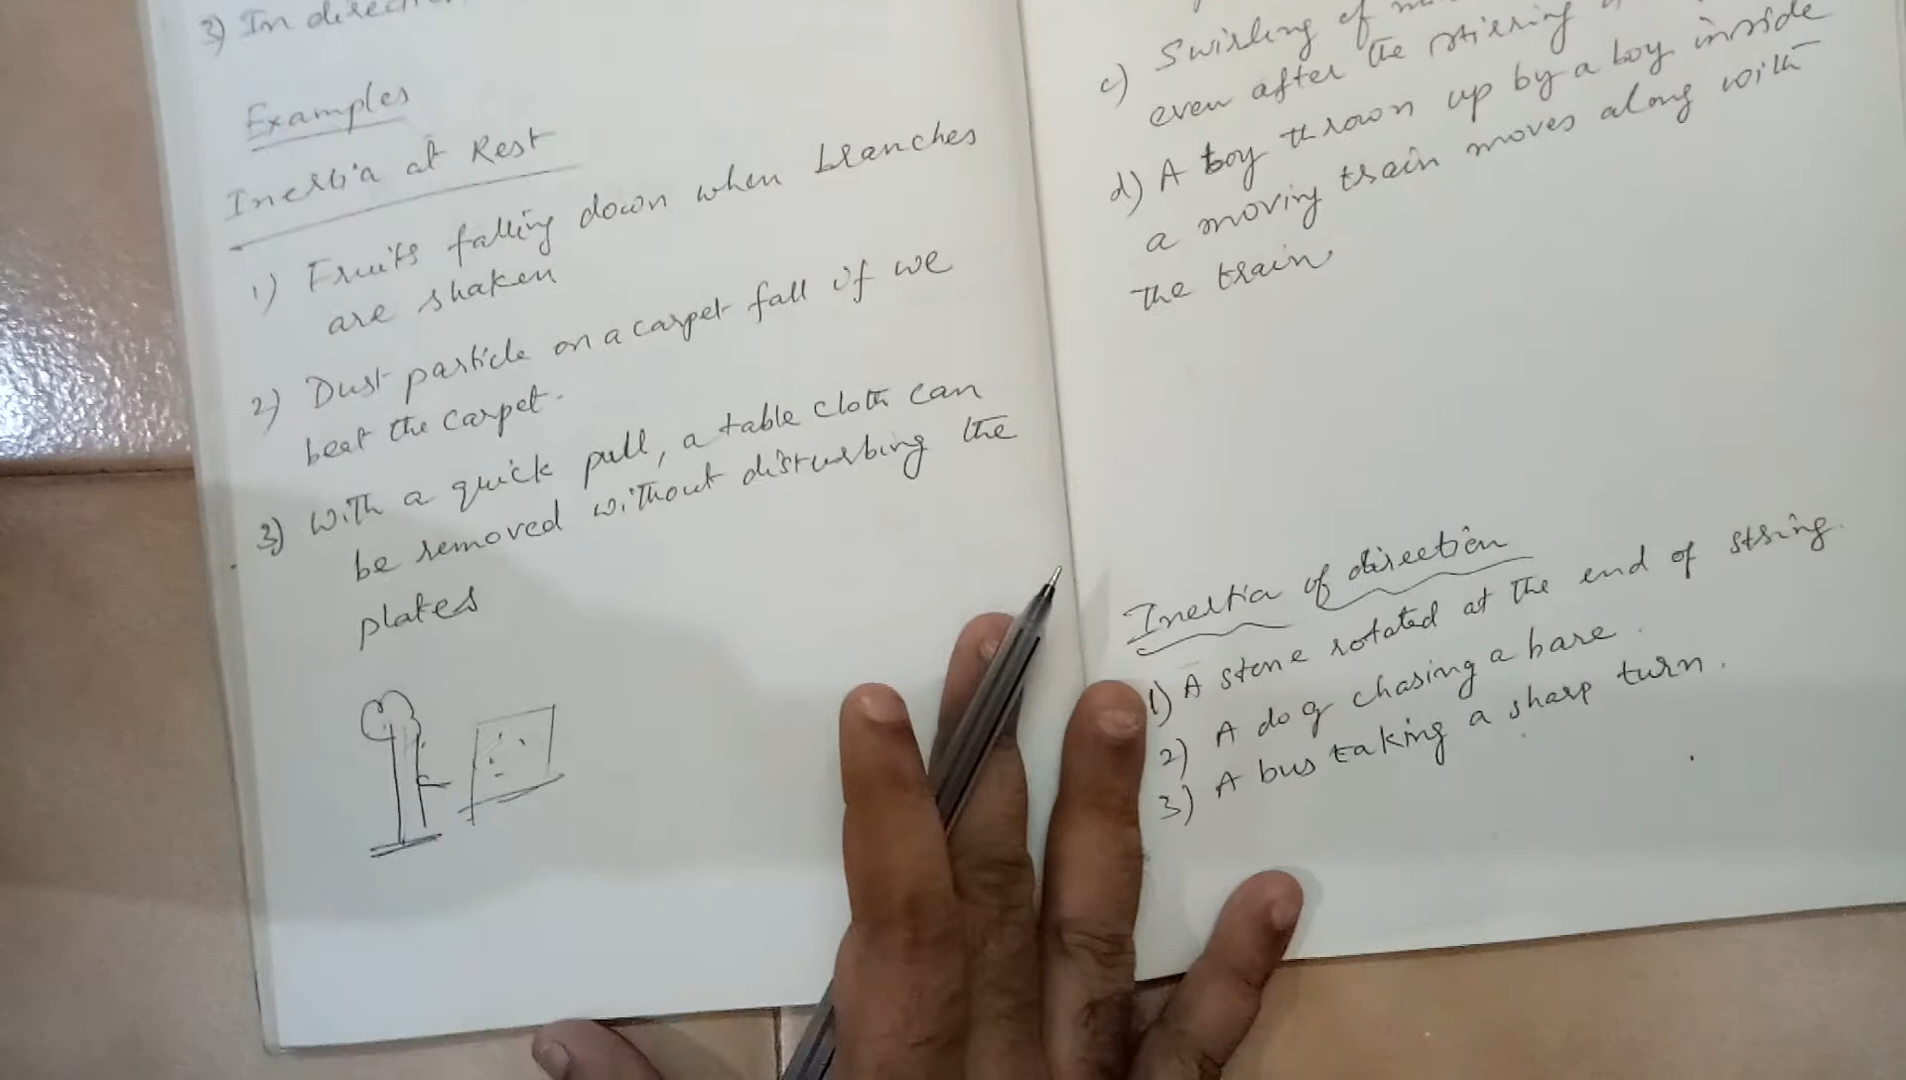 3) In
Examples
Inertia at Rest
1) Fruits falling down when branches
are shaken
2) Dust particle on a carpet fall if we
beat the carpet.
3) With a quick pull, a table cloth can
be removed without disturbing the
plates
c) Swirling of
even after the stirring
d) A toy thrown up by a boy inside
a moving train moves along with
the train
Inertia of direction
1) A stone rotated at the end of string.
2) A dog chasing a hare.
3) A bus taking a sharp turn.